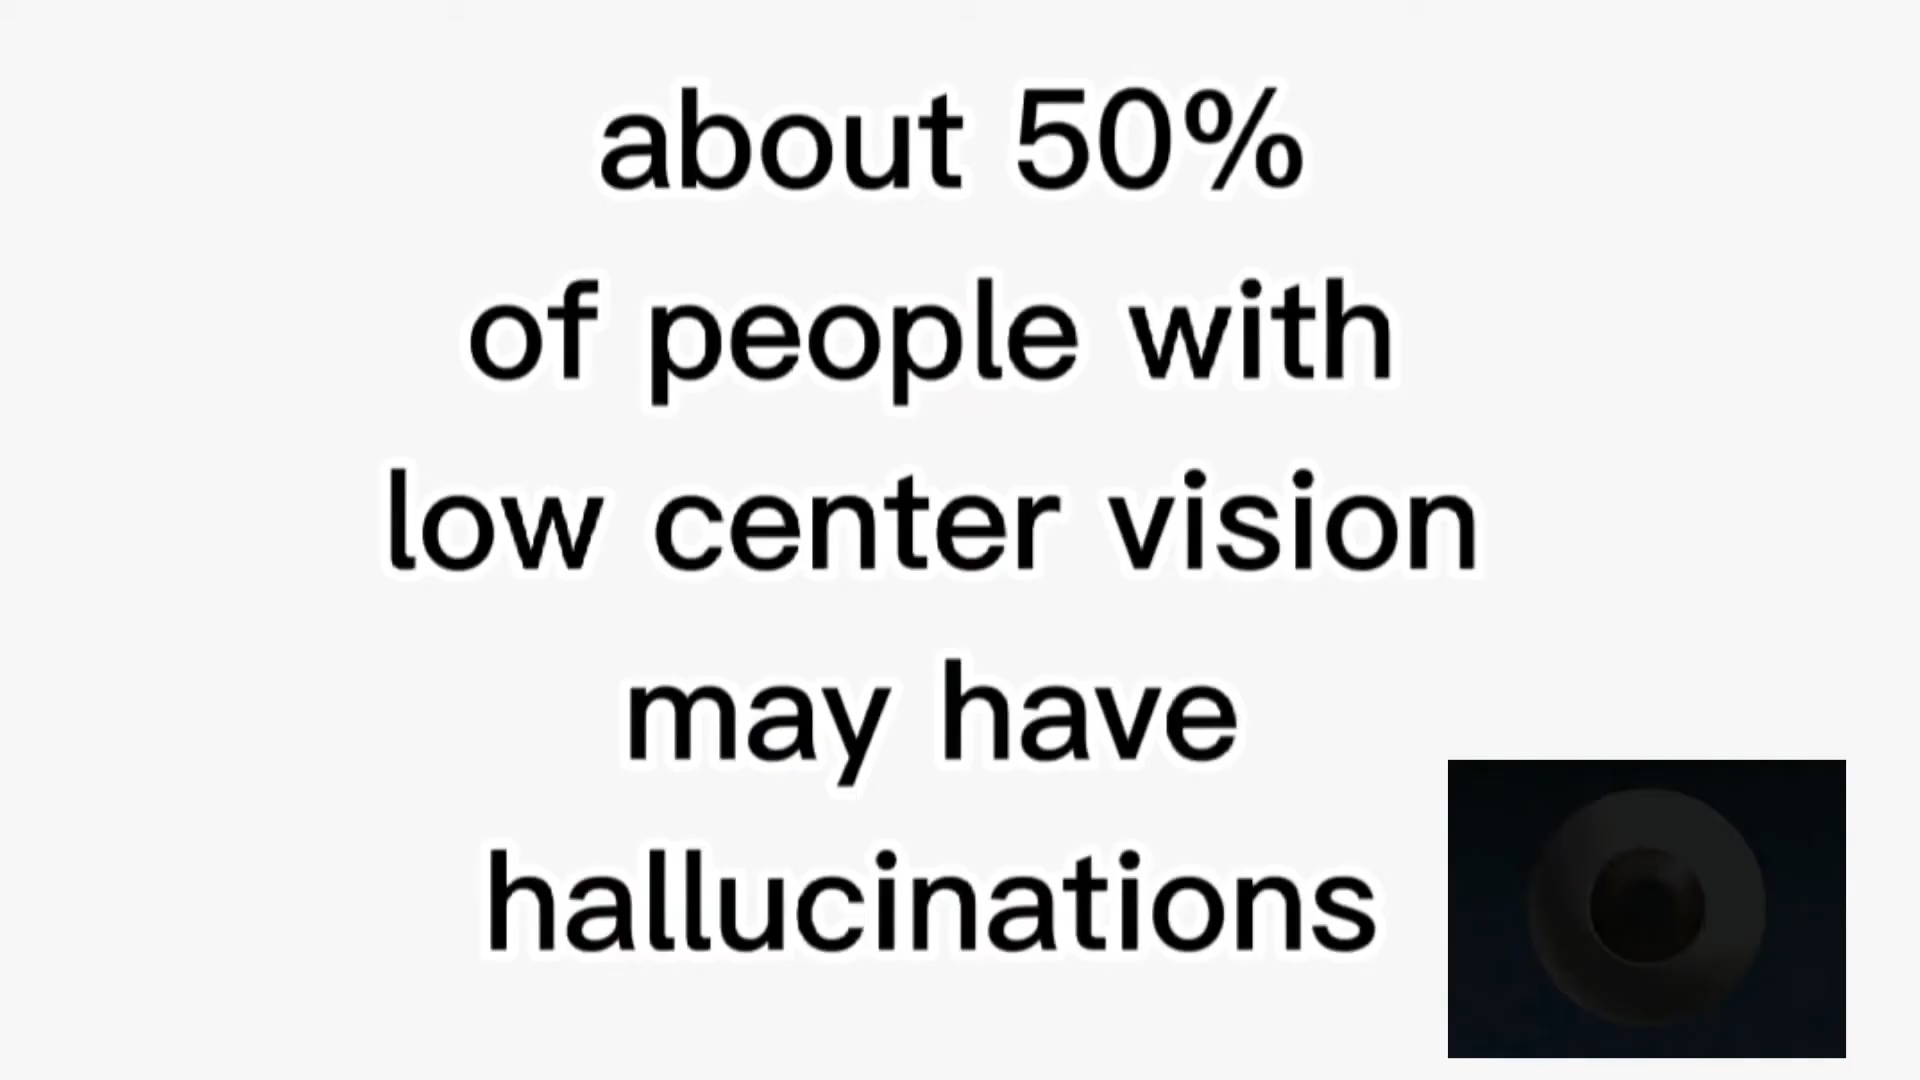 about 50%
of people with
low center vision
may have
hallucinations